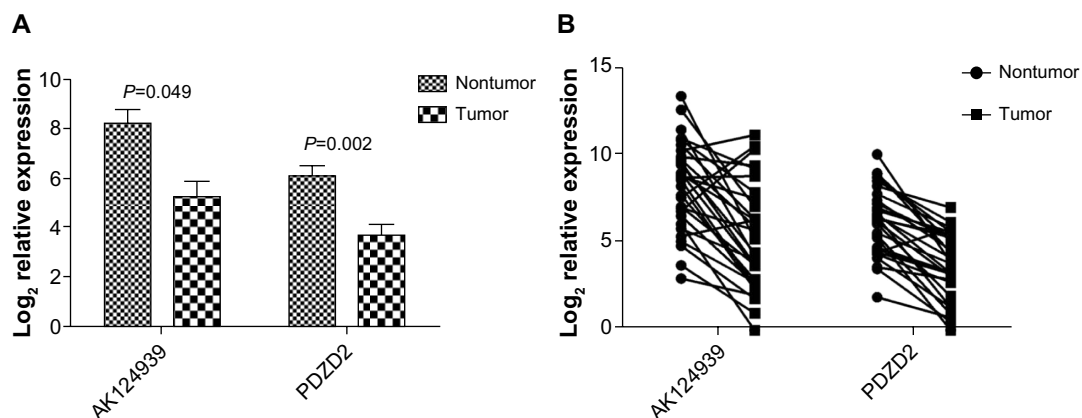 A
Log2 relative expression
10
8
6
4
2
0
P=0.049
P=0.002
Nontumor
Tumor
AK124939
PDZD2
B
Log2 relative expression
15
10
5
0
Nontumor
Tumor
AK124939
PDZD2